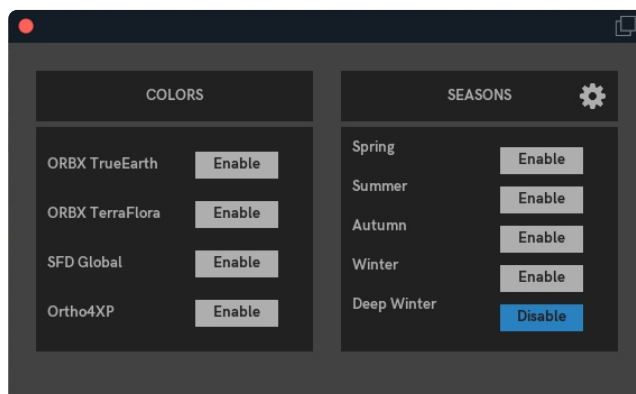 COLORS
ORBX TrueEarth Enable
ORBX TerraFlora Enable
SFD Global Enable
Ortho4XP Enable
SEASONS
Spring Enable
Summer Enable
Autumn Enable
Winter Enable
Deep Winter Disable